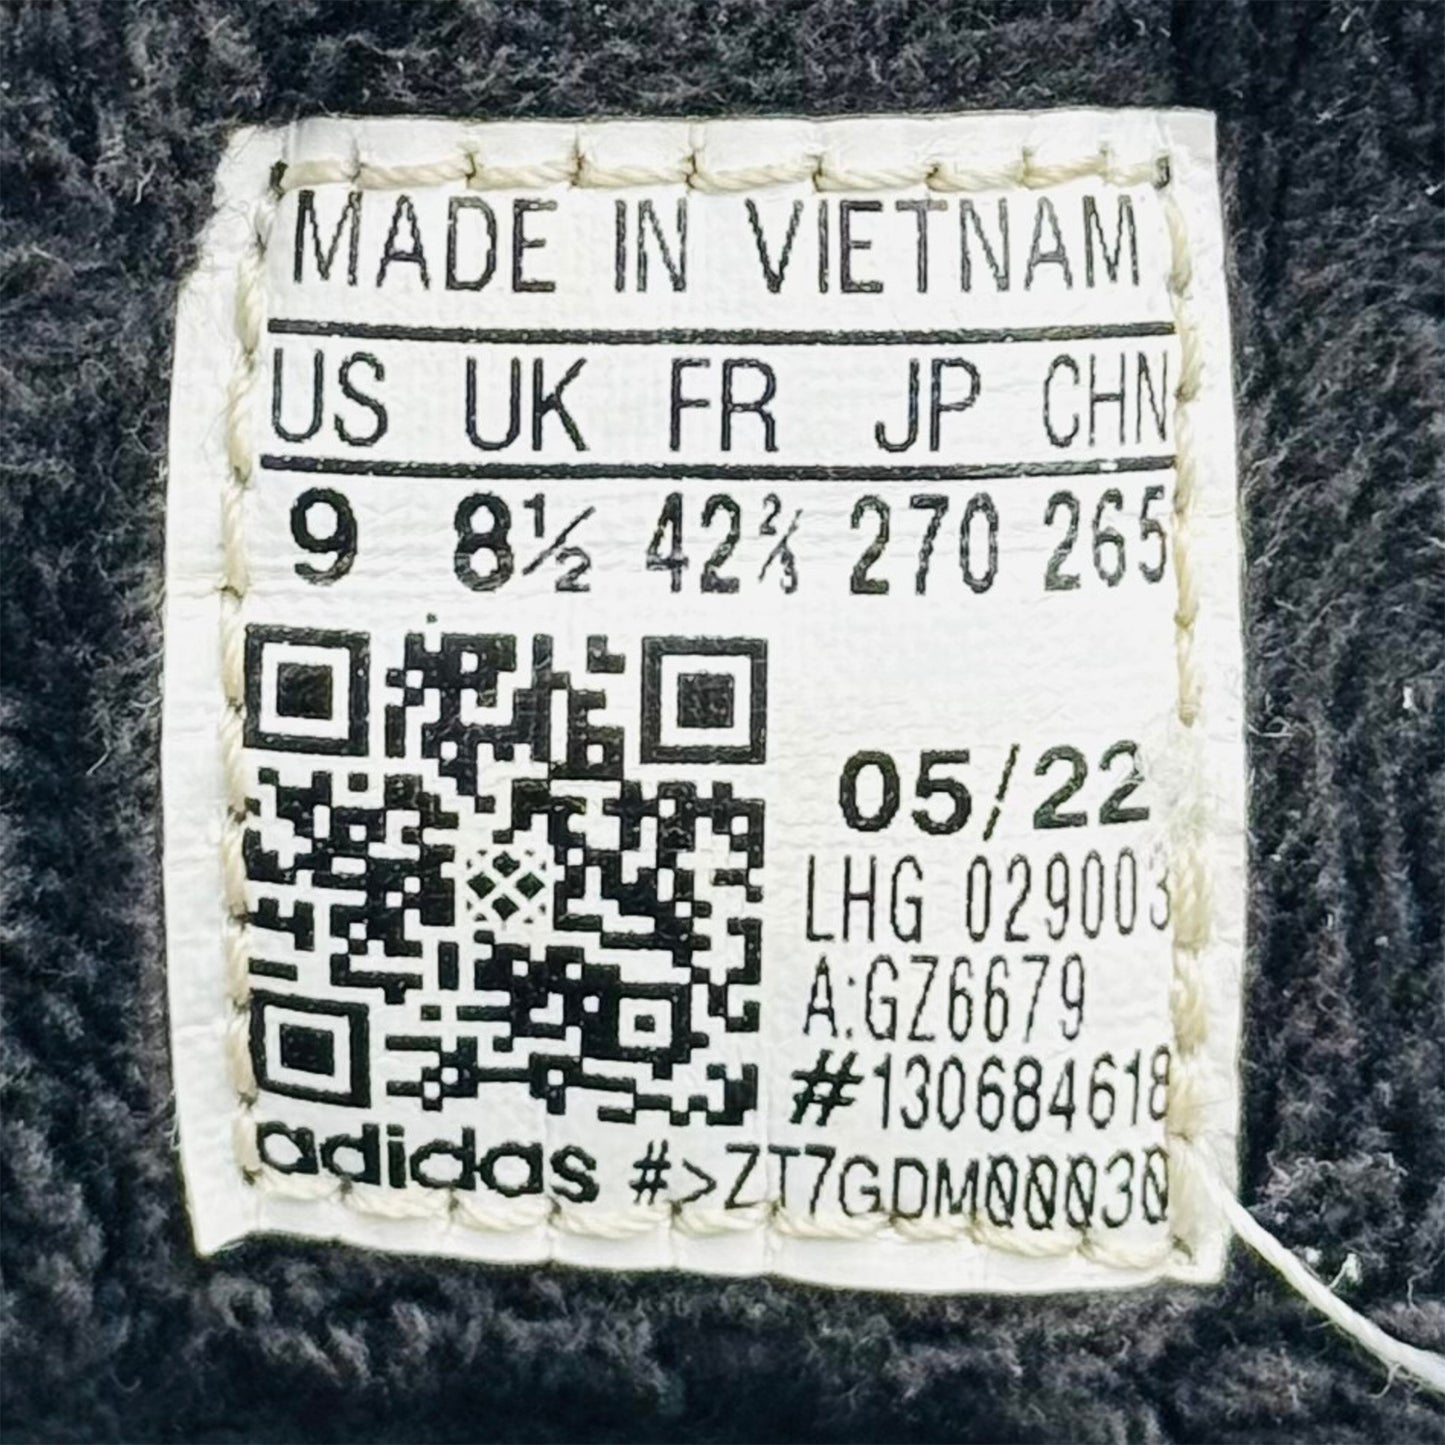 MADE IN VIETNAM
US UK FR JP CHN
9 8½ 42⅔ 270 265
05/22
LHG 029003
A:GZ6679
#130684618
adidas #>ZT7GDM00030